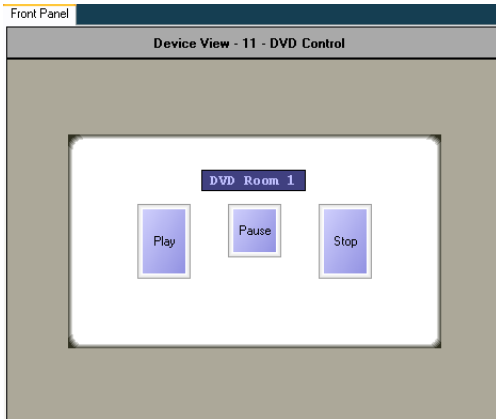 Front Panel
Device View - 11 - DVD Control
DVD Room 1
Play
Pause
Stop